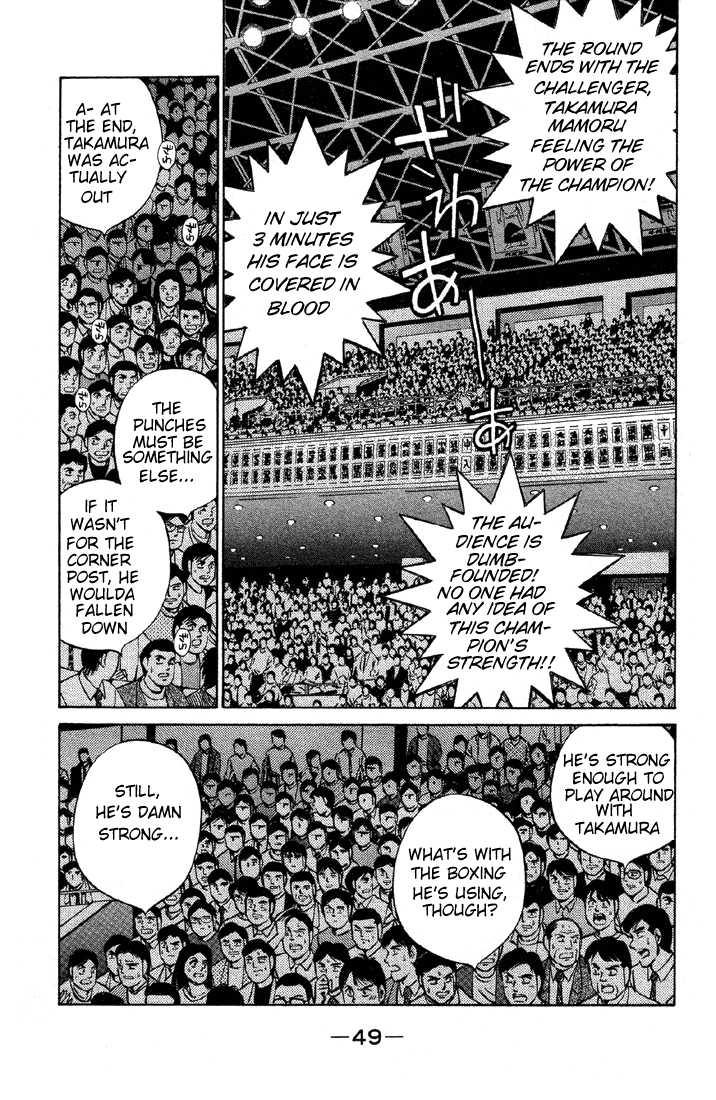 THE ROUND
ENDS WITH THE
CHALLENGER,
TAKAMURA
MAMORU
FEELING THE
POWER OF
THE CHAMPION!
IN JUST
3 MINUTES
HIS FACE IS
COVERED IN
BLOOD
ざわ
あ
あ
THE AU-
DIENCE IS
DUMB-
FOUNDED!
NO ONE HAD
ANY IDEA OF
THIS CHAM-
PION'S
STRENGTH!!
A- AT
THE END,
TAKAMURA
WAS AC-
TUALLY
OUT
THE
PUNCHES
MUST BE
SOMETHING
ELSE...
IF IT
WASN'T
FOR THE
CORNER
POST, HE
WOULDA
FALLEN
DOWN
HE'S STRONG
ENOUGH TO
PLAY AROUND
WITH
TAKAMURA
WHAT'S WITH
THE BOXING
HE'S USING,
THOUGH?
STILL,
HE'S DAMN
STRONG...
—49—